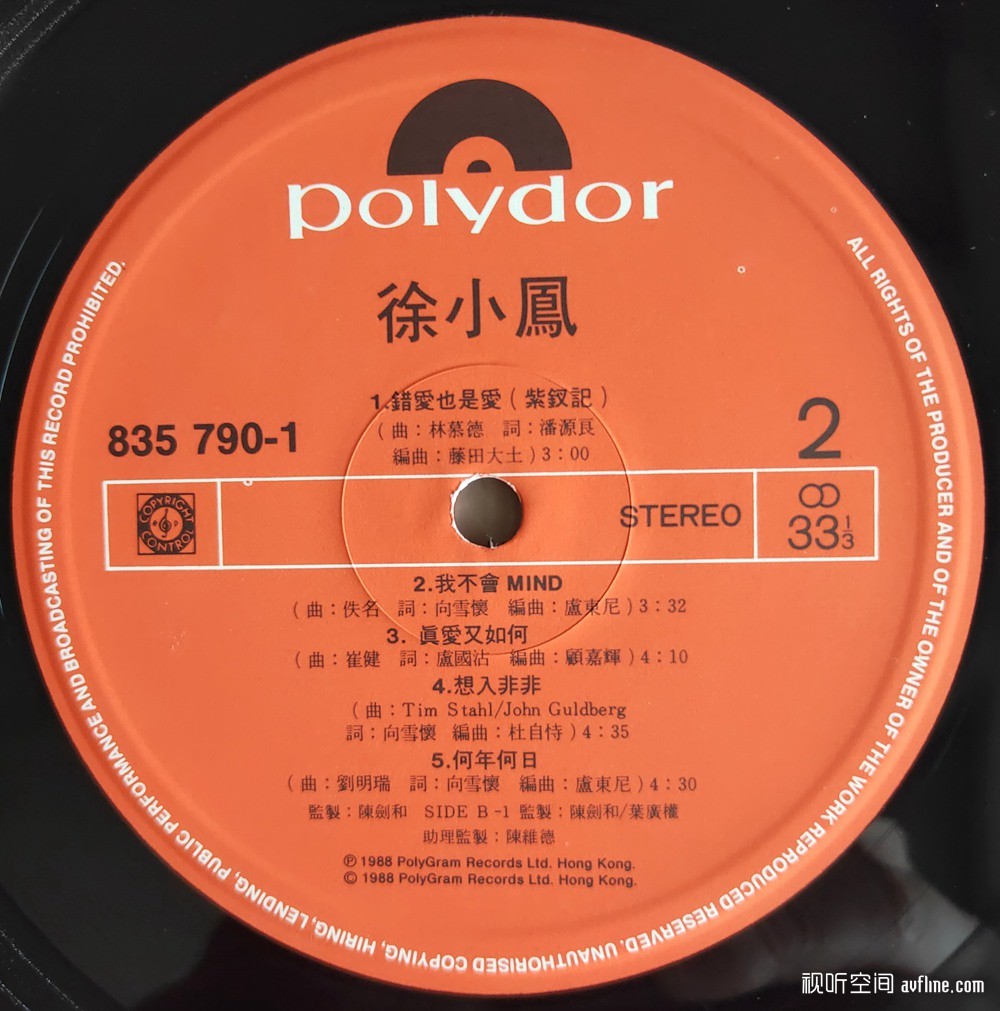 polydor
徐小鳳
1.錯愛也是愛(紫釵記)
(曲:林慕德 詞:潘源良
編曲:藤田大土)3:00
835 790-1
2
COPYRIGHT
CONTROL
STEREO
33 1/3
2.我不會 MIND
(曲:佚名 詞:向雪懷 編曲:盧東尼)3:32
3. 眞愛又如何
(曲:崔健 詞:盧國沾 編曲:顧嘉輝)4:10
4.想入非非
(曲:Tim Stahl/John Guldberg
詞:向雪懷 編曲:杜自恃)4:35
5.何年何日
(曲:劉明瑞 詞:向雪懷 編曲:盧東尼)4:30
監製:陳劍和 SIDE B-1 監製:陳劍和/葉廣權
助理監製:陳維德
Ⓟ 1988 PolyGram Records Ltd. Hong Kong.
© 1988 PolyGram Records Ltd. Hong Kong.
ALL RIGHTS OF THE PRODUCER AND OF THE OWNER OF THE WORK REPRODUCED RESERVED. UNAUTHORISED COPYING, HIRING, LENDING, PUBLIC PERFORMANCE AND BROADCASTING OF THIS RECORD PROHIBITED.
视听空间 avfline.com